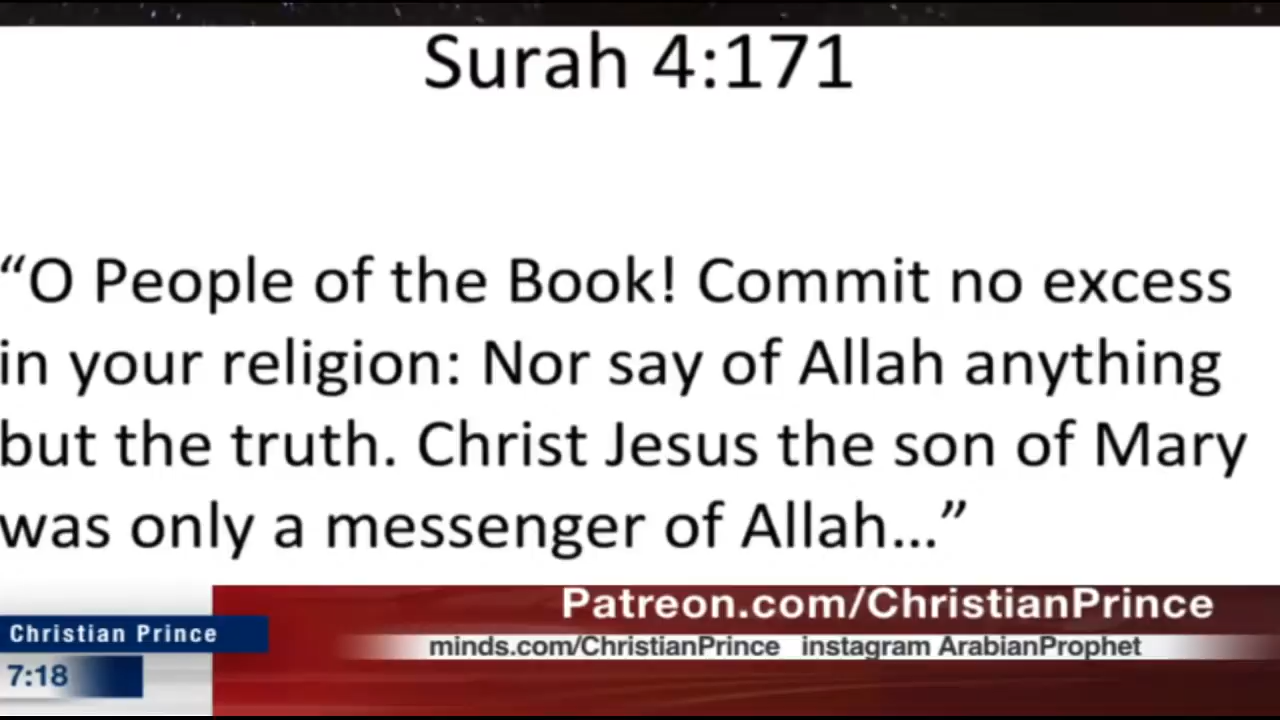 Surah 4:171
“O People of the Book! Commit no excess
in your religion: Nor say of Allah anything
but the truth. Christ Jesus the son of Mary
was only a messenger of Allah...”
Patreon.com/ChristianPrince
Christian Prince
minds.com/ChristianPrince instagram ArabianProphet
7:18